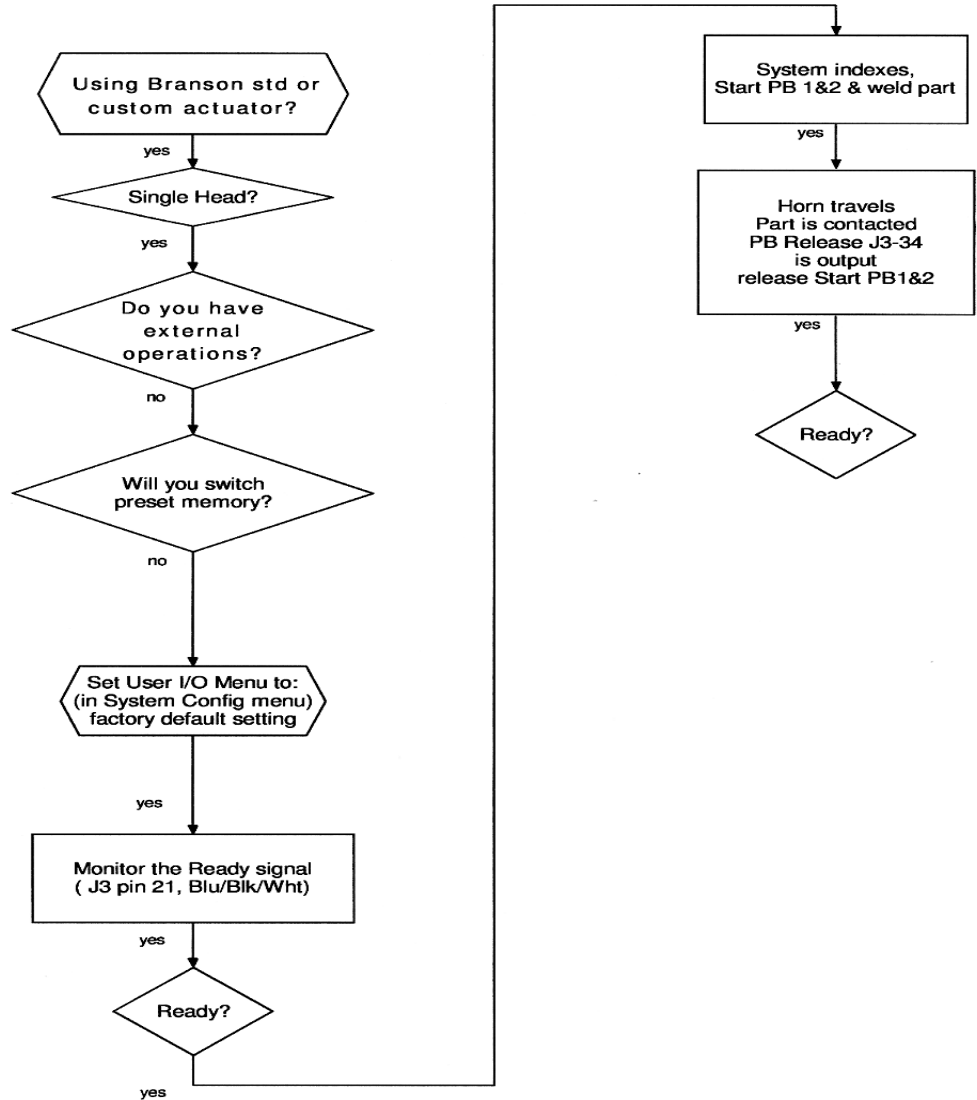 Using Branson std or
custom actuator?
yes
Single Head?
yes
Do you have
external
operations?
no
Will you switch
preset memory?
no
Set User I/O Menu to:
(in System Config menu)
factory default setting
yes
Monitor the Ready signal
( J3 pin 21, Blu/Blk/Wht)
yes
Ready?
yes
System indexes,
Start PB 1&2 & weld part
yes
Horn travels
Part is contacted
PB Release J3-34
is output
release Start PB1&2
yes
Ready?